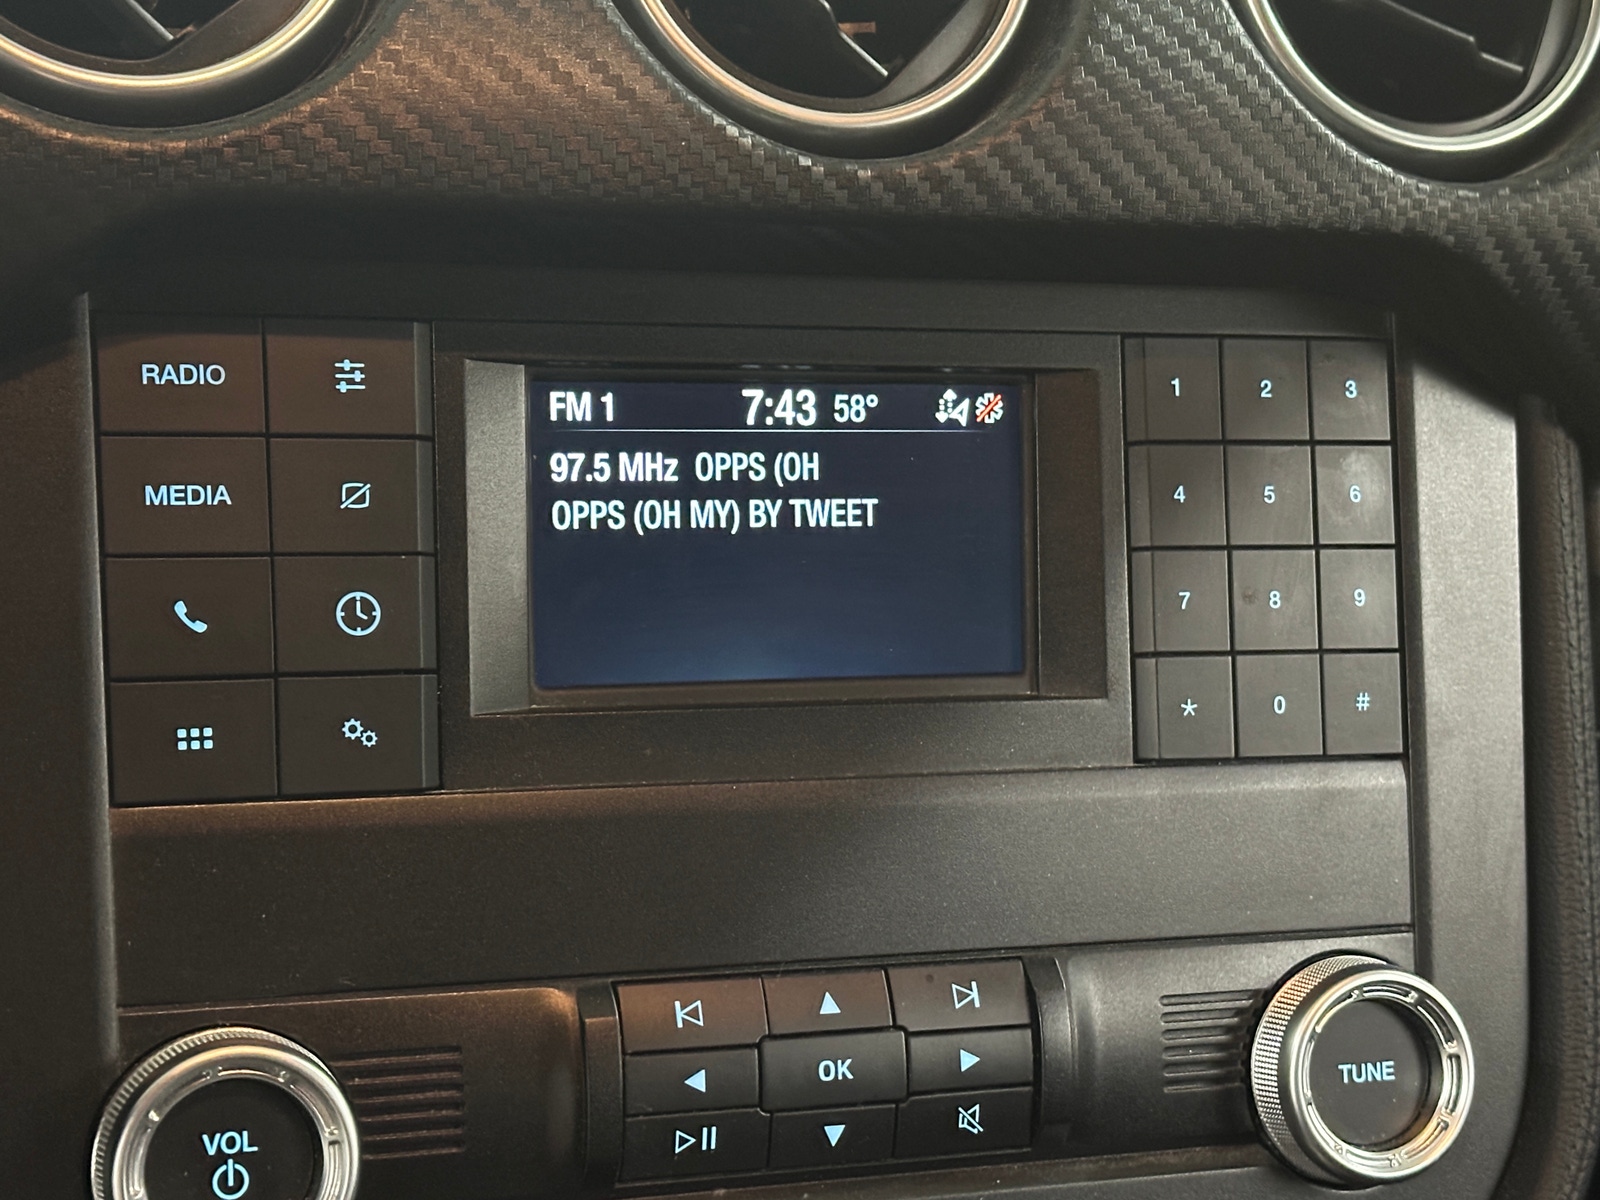 RADIO
MEDIA
FM 1 7:43 58°
97.5 MHz OPPS (OH
OPPS (OH MY) BY TWEET
1 2 3
4 5 6
7 8 9
* 0 #
OK
VOL
TUNE